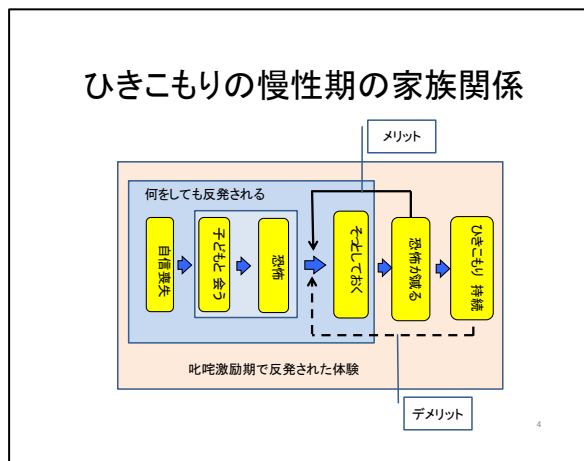 ひきこもりの慢性期の家族関係
メリット
何をしても反発される
自信喪失
子どもと 会う
恐怖
そっとしておく
恐怖が減る
ひきこもり 持続
叱咤激励期で反発された体験
デメリット
4